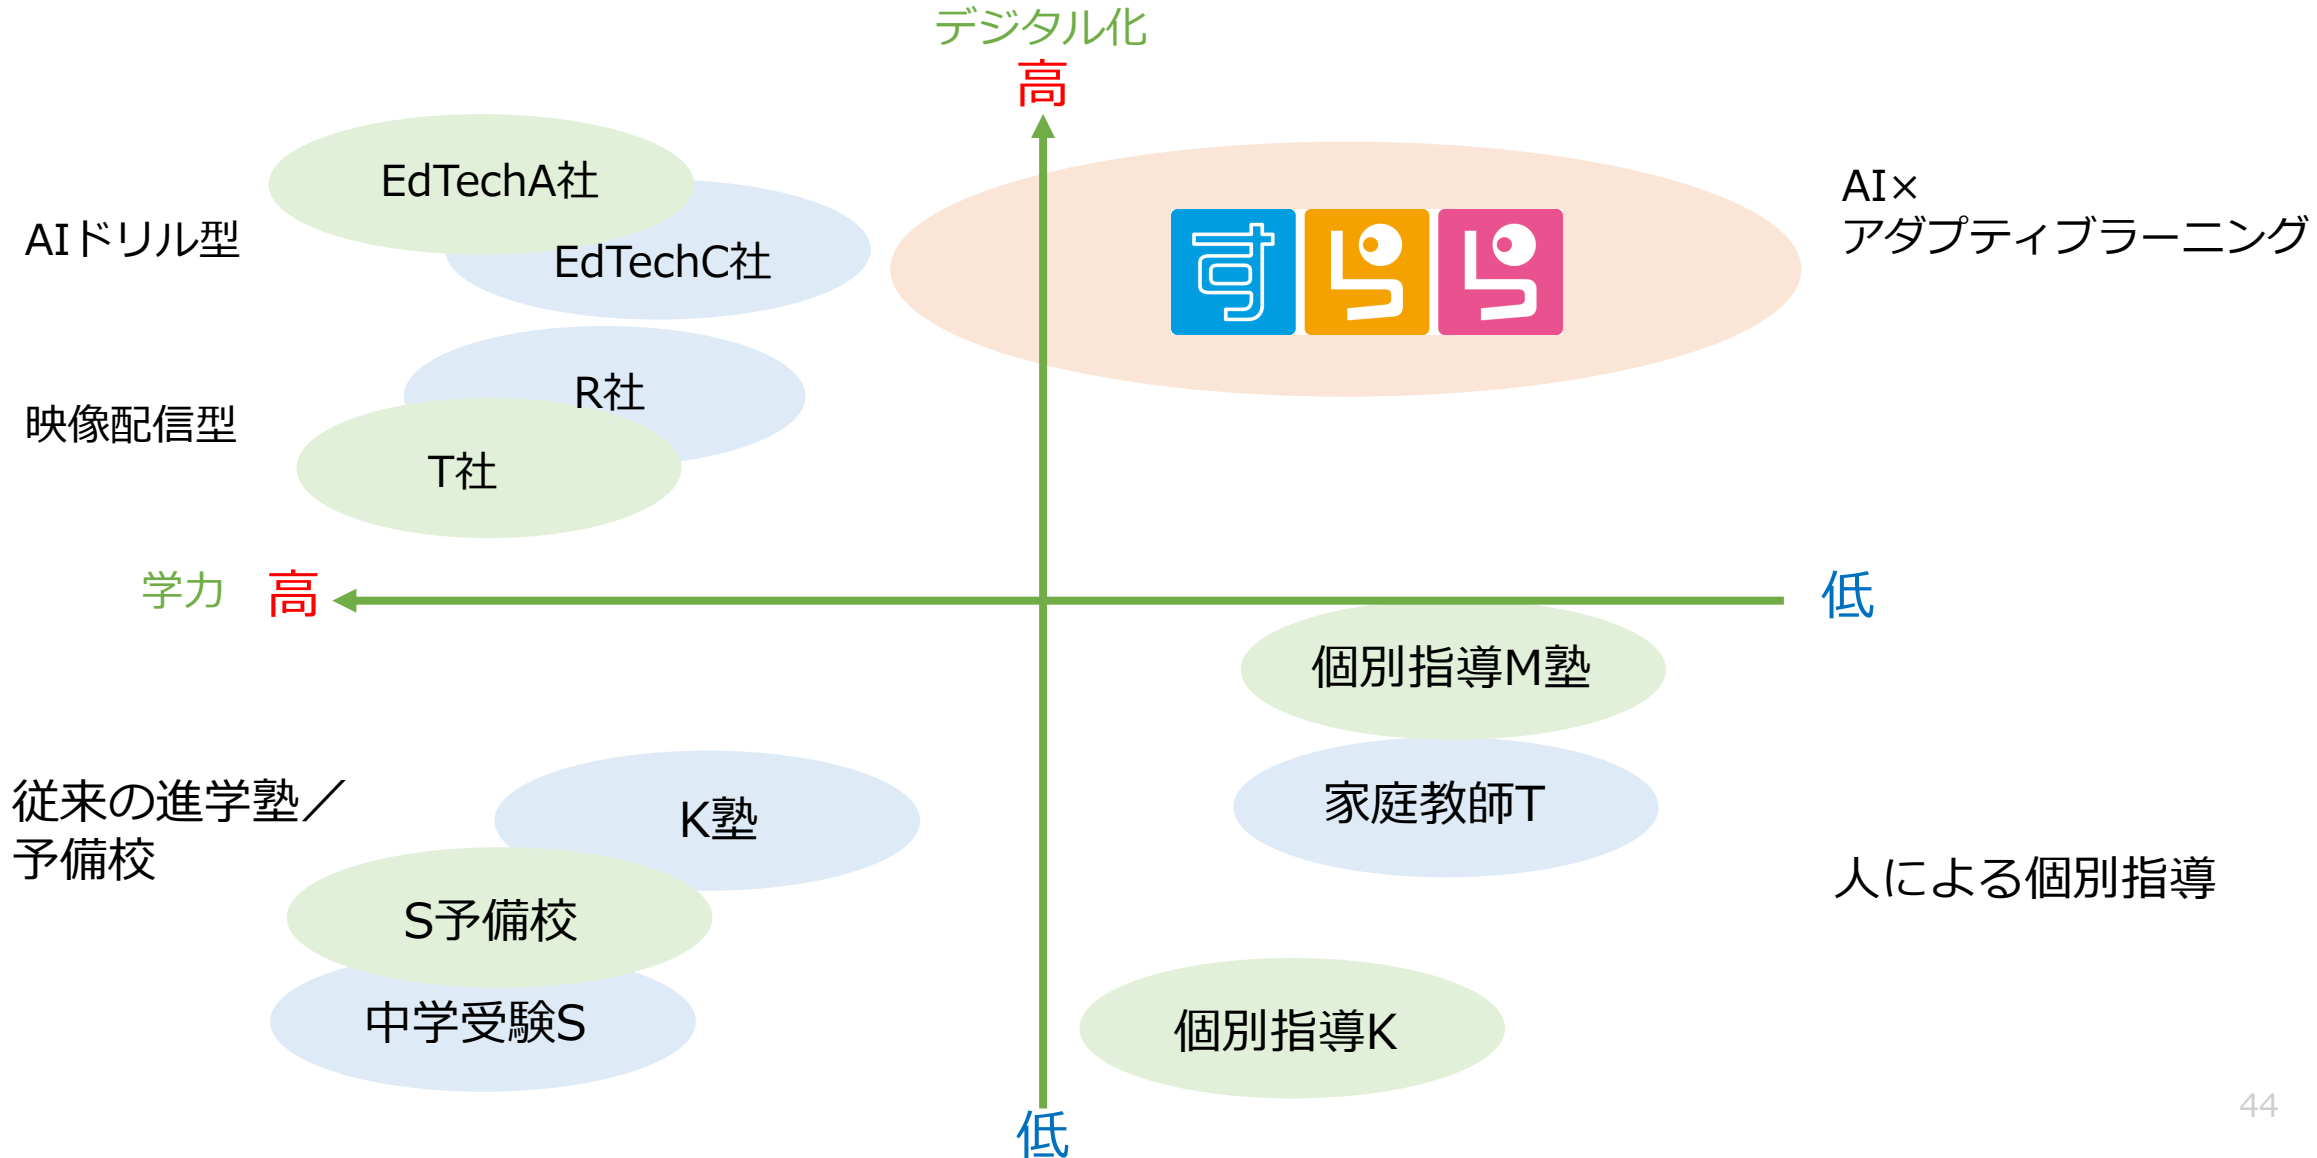 デジタル化
高
EdTechA社
EdTechC社
AIドリル型
すらら
AI×
アダプティブラーニング
R社
映像配信型
T社
学力
高
低
個別指導M塾
家庭教師T
従来の進学塾／
予備校
K塾
S予備校
人による個別指導
中学受験S
個別指導K
低
44